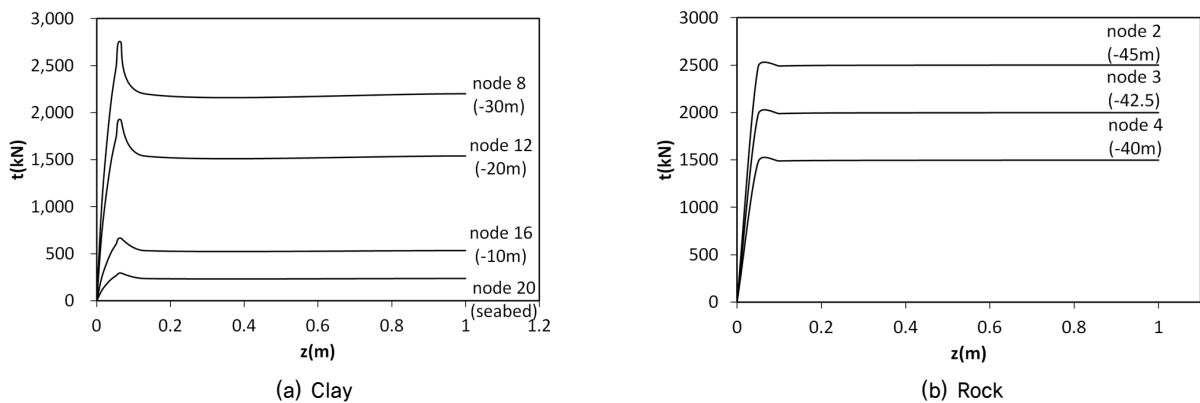 3,000
2,500
2,000
1,500
1,000
500
0
t(kN)
node 8
(-30m)
node 12
(-20m)
node 16
(-10m)
node 20
(seabed)
0 0.2 0.4 0.6 0.8 1 1.2
z(m)
(a) Clay
3000
2500
2000
1500
1000
500
0
t(kN)
node 2
(-45m)
node 3
(-42.5)
node 4
(-40m)
0 0.2 0.4 0.6 0.8 1
z(m)
(b) Rock